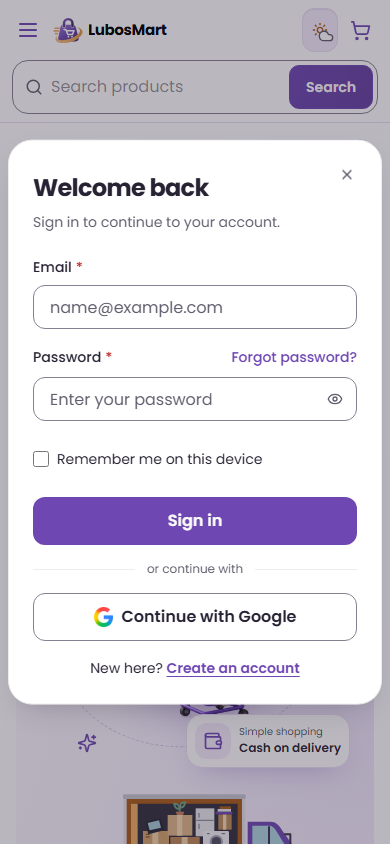 LubosMart
Search products
Search
Welcome back
Sign in to continue to your account.
Email *
name@example.com
Password *
Forgot password?
Enter your password
Remember me on this device
Sign in
or continue with
Continue with Google
New here? Create an account
Simple shopping
Cash on delivery